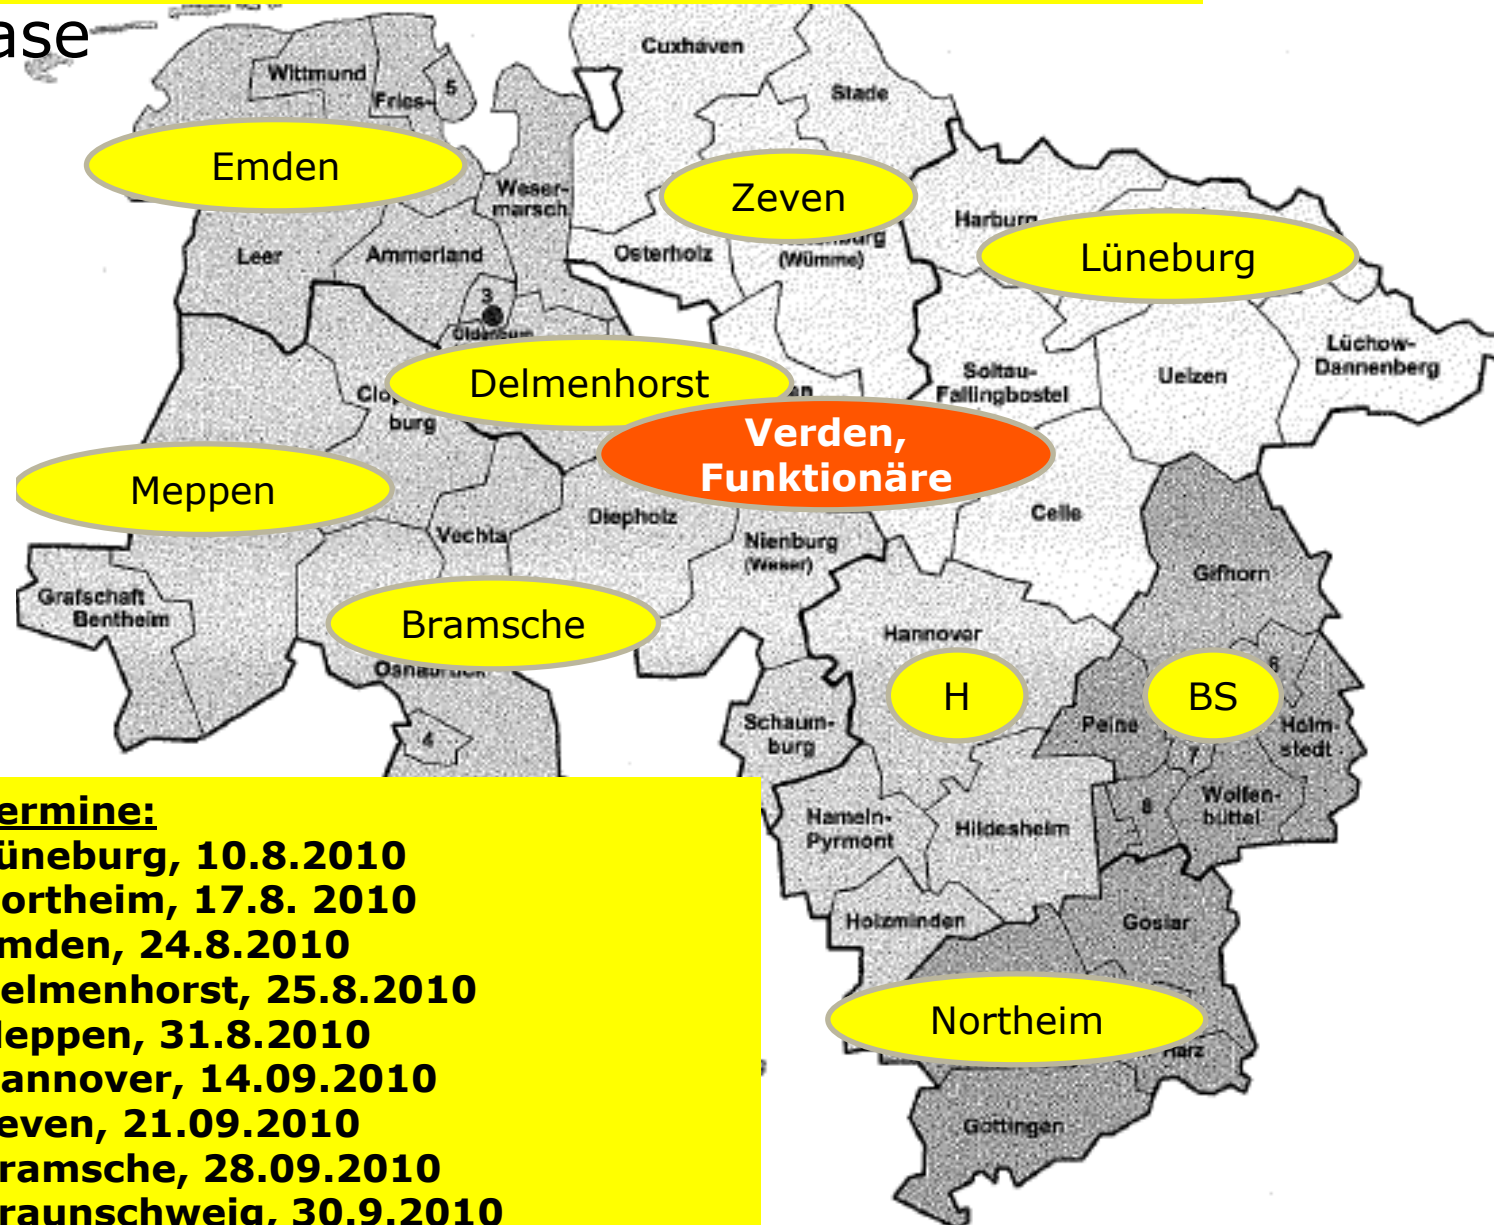 ase
Cuxhaven
Wittmund
Fries-
5
Stade
Emden
Zeven
Weser-
marsch
Harburg
Leer
Ammerland
Osterholz
(Wümme)
Lüneburg
3
Oldenburg
Delmenhorst
Soltau-
Fallingbostel
Uelzen
Lüchow-
Dannenberg
burg
Verden,
Funktionäre
Meppen
Vechta
Diepholz
Nienburg
(Weser)
Celle
Gifhorn
Grafschaft
Bentheim
Bramsche
Hannover
Osnabrück
H
BS
6
4
Schaum-
burg
Peine
7
Helm-
stedt
ermine:
üneburg, 10.8.2010
ortheim, 17.8. 2010
mden, 24.8.2010
elmenhorst, 25.8.2010
leppen, 31.8.2010
annover, 14.09.2010
even, 21.09.2010
ramsche, 28.09.2010
raunschweig, 30.9.2010
Hameln-
Pyrmont
Hildesheim
8
Wolfen-
büttel
Holzminden
Goslar
Northeim
Harz
Göttingen